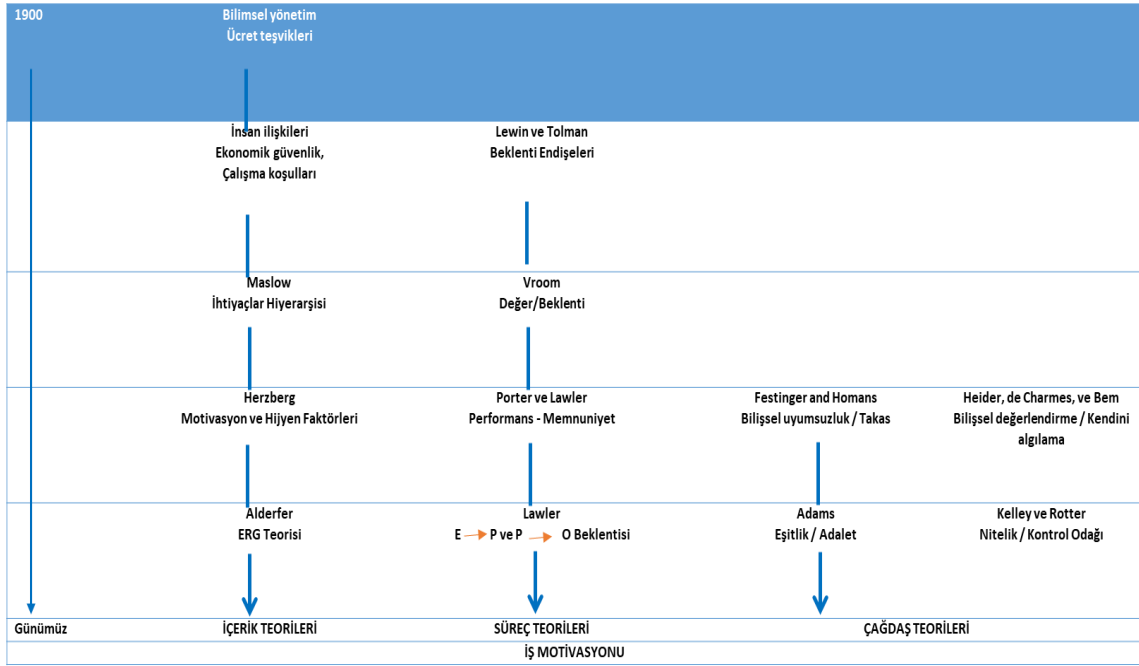 1900
Bilimsel yönetim
Ücret teşvikleri
İnsan ilişkileri
Ekonomik güvenlik,
Çalışma koşulları
Lewin ve Tolman
Beklenti Endişeleri
Maslow
İhtiyaçlar Hiyerarşisi
Vroom
Değer/Beklenti
Herzberg
Motivasyon ve Hijyen Faktörleri
Porter ve Lawler
Performans - Memnuniyet
Festinger and Homans
Bilişsel uyumsuzluk / Takas
Heider, de Charmes, ve Bem
Bilişsel değerlendirme / Kendini
algılama
Alderfer
ERG Teorisi
Lawler
E P ve P O Beklentisi
Adams
Eşitlik / Adalet
Kelley ve Rotter
Nitelik / Kontrol Odağı
Günümüz
İÇERİK TEORİLERİ
SÜREÇ TEORİLERİ
ÇAĞDAŞ TEORİLERİ
İŞ MOTİVASYONU